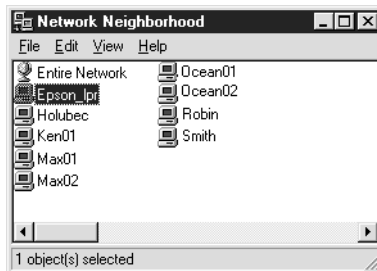 Network Neighborhood
File Edit View Help
Entire Network
Epson_lpr
Holubec
Ken01
Max01
Max02
Ocean01
Ocean02
Robin
Smith
1 object(s) selected